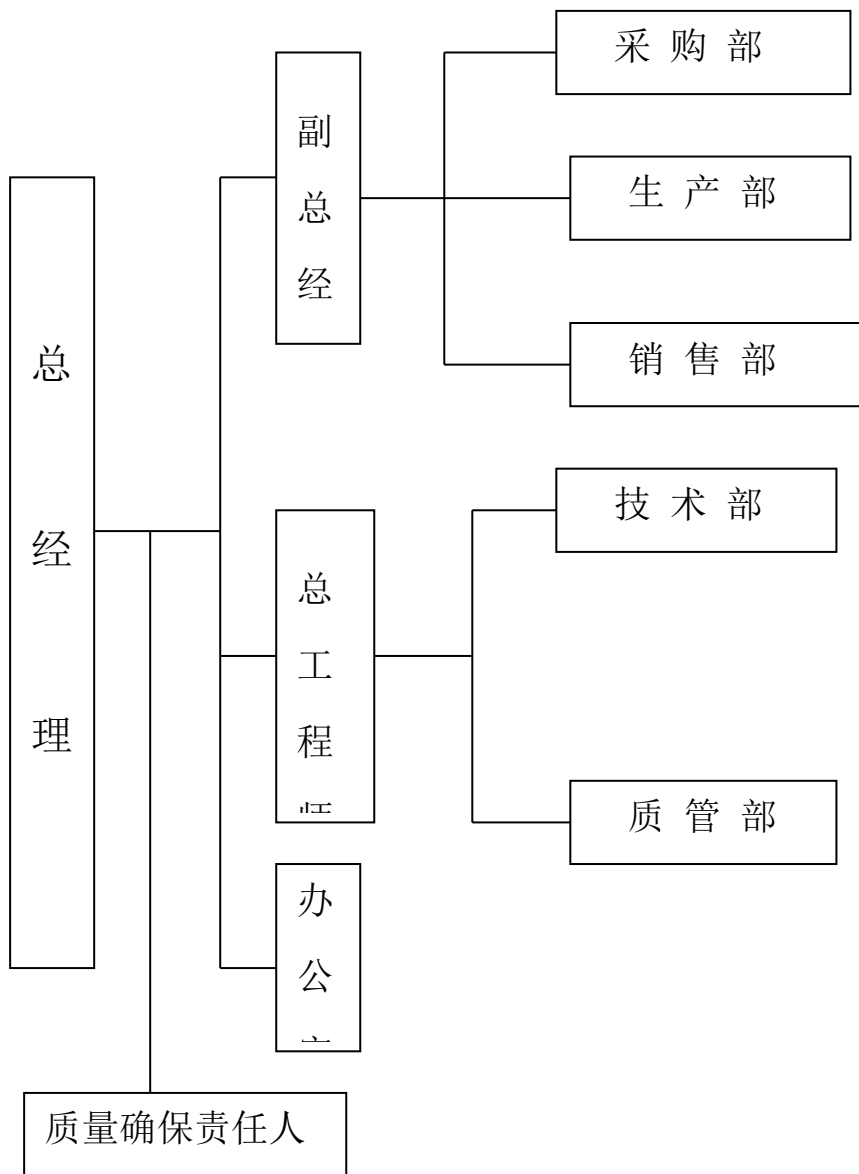 总经理
副总经
采 购 部
生 产 部
销 售 部
总工程
技 术 部
质 管 部
办公
质量确保责任人